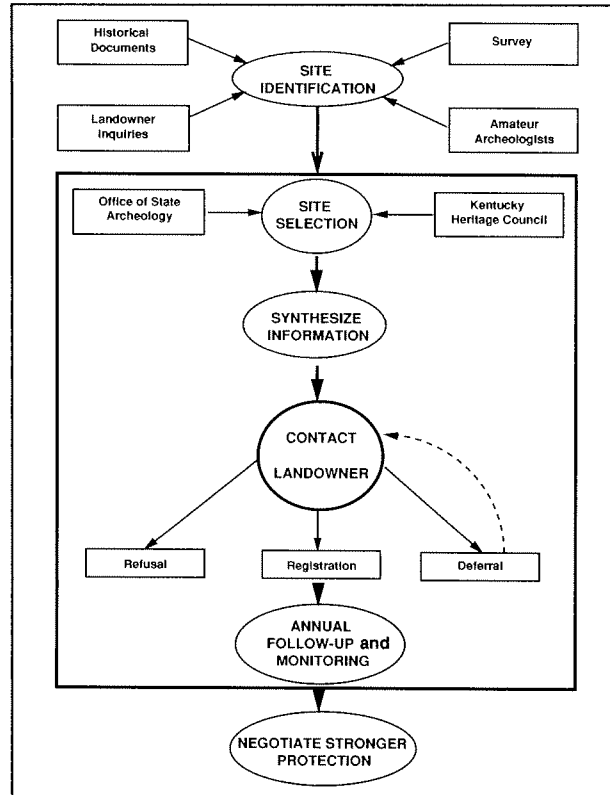 Historical
Documents
Survey
SITE
IDENTIFICATION
Landowner
Inquiries
Amateur
Archeologists
Office of State
Archeology
SITE
SELECTION
Kentucky
Heritage Council
SYNTHESIZE
INFORMATION
CONTACT
LANDOWNER
Refusal
Registration
Deferral
ANNUAL
FOLLOW-UP and
MONITORING
NEGOTIATE STRONGER
PROTECTION